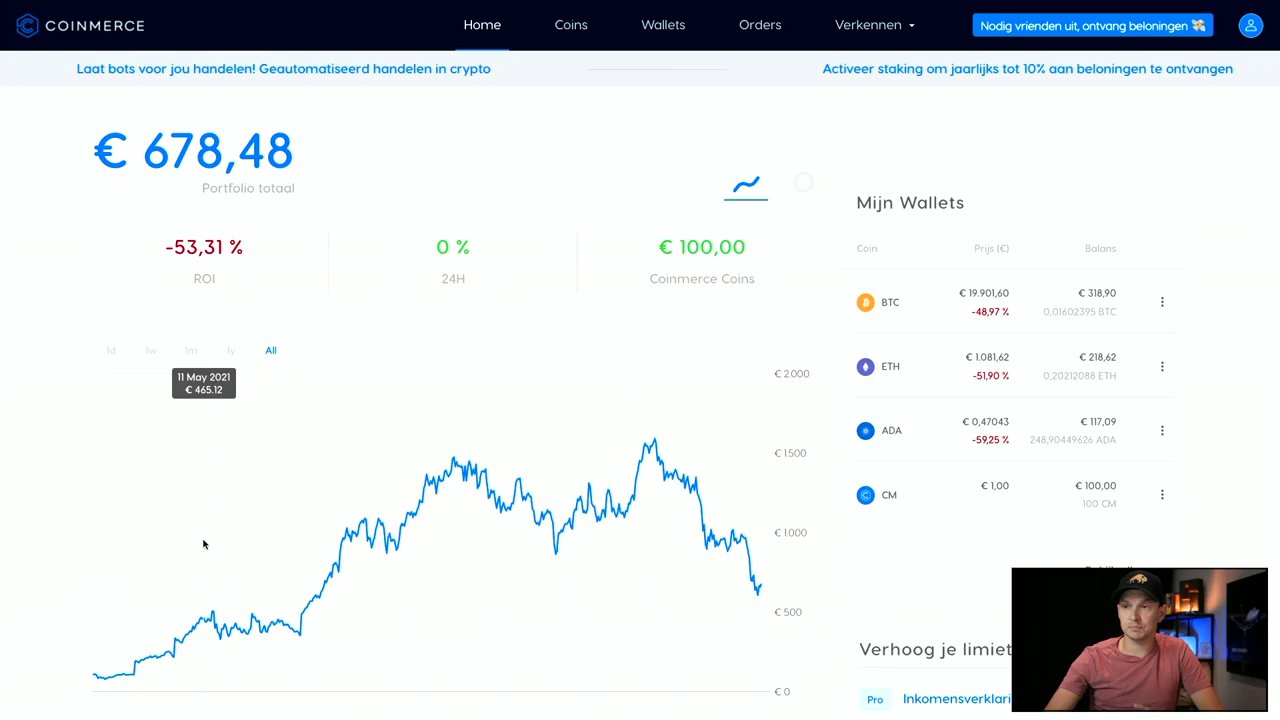 COINMERCE
Home
Coins
Wallets
Orders
Verkennen
Nodig vrienden uit, ontvang beloningen 💸
Laat bots voor jou handelen! Geautomatiseerd handelen in crypto
Activeer staking om jaarlijks tot 10% aan beloningen te ontvangen
€ 678,48
Portfolio totaal
-53,31 %
ROI
0 %
24H
€ 100,00
Coinmerce Coins
1d
1w
1m
1y
All
11 May 2021
€ 465.12
€ 2.000
€ 1.500
€ 1.000
€ 500
€ 0
Mijn Wallets
Coin
Prijs (€)
Balans
BTC
€ 19.901,60
-48,97 %
€ 318,90
0,01602395 BTC
ETH
€ 1.081,62
-51,90 %
€ 218,62
0,20212088 ETH
ADA
€ 0,47043
-59,25 %
€ 117,09
248,90449626 ADA
CM
€ 1,00
€ 100,00
100 CM
Verhoog je limiet
Pro
Inkomensverklari